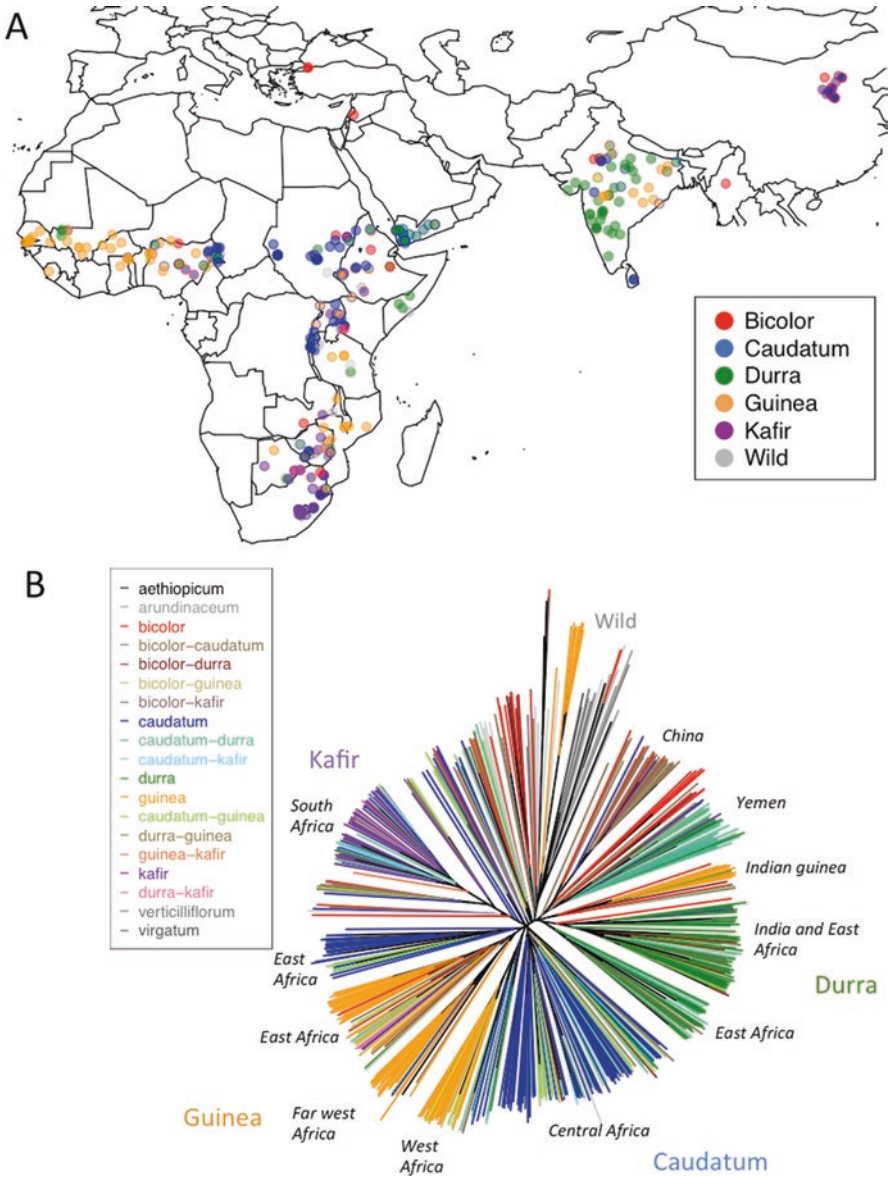 A
Bicolor
Caudatum
Durra
Guinea
Kafir
Wild
B
aethiopicum
arundinaceum
bicolor
bicolor–caudatum
bicolor–durra
bicolor–guinea
bicolor–kafir
caudatum
caudatum–durra
caudatum–kafir
durra
guinea
caudatum–guinea
durra–guinea
guinea–kafir
kafir
durra–kafir
verticilliflorum
virgatum
Wild
China
Kafir
South
Africa
Yemen
Indian guinea
India and East
Africa
Durra
East
Africa
East Africa
East Africa
Guinea
Far west
Africa
West
Africa
Central Africa
Caudatum